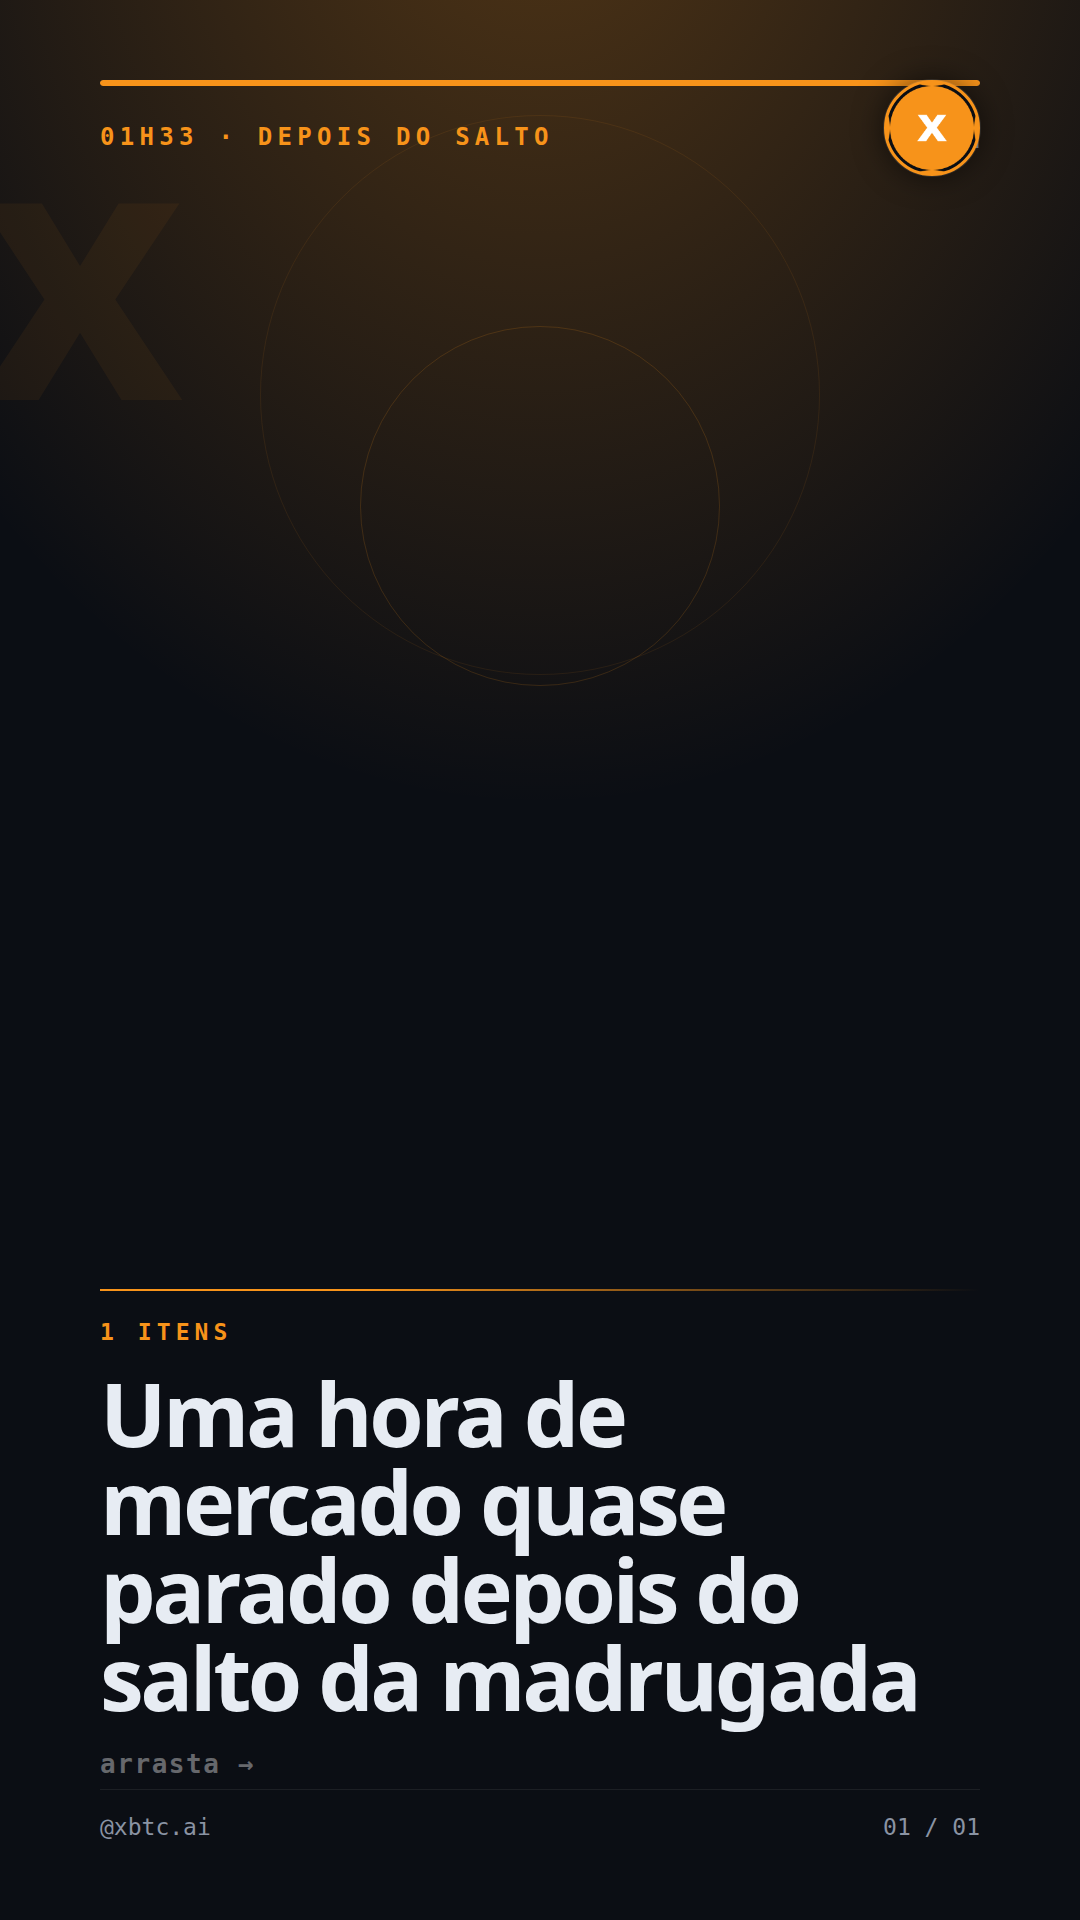 01H33 · DEPOIS DO SALTO
X
X
1 ITENS
Uma hora de
mercado quase
parado depois do
salto da madrugada
arrasta →
@xbtc.ai
01 / 01